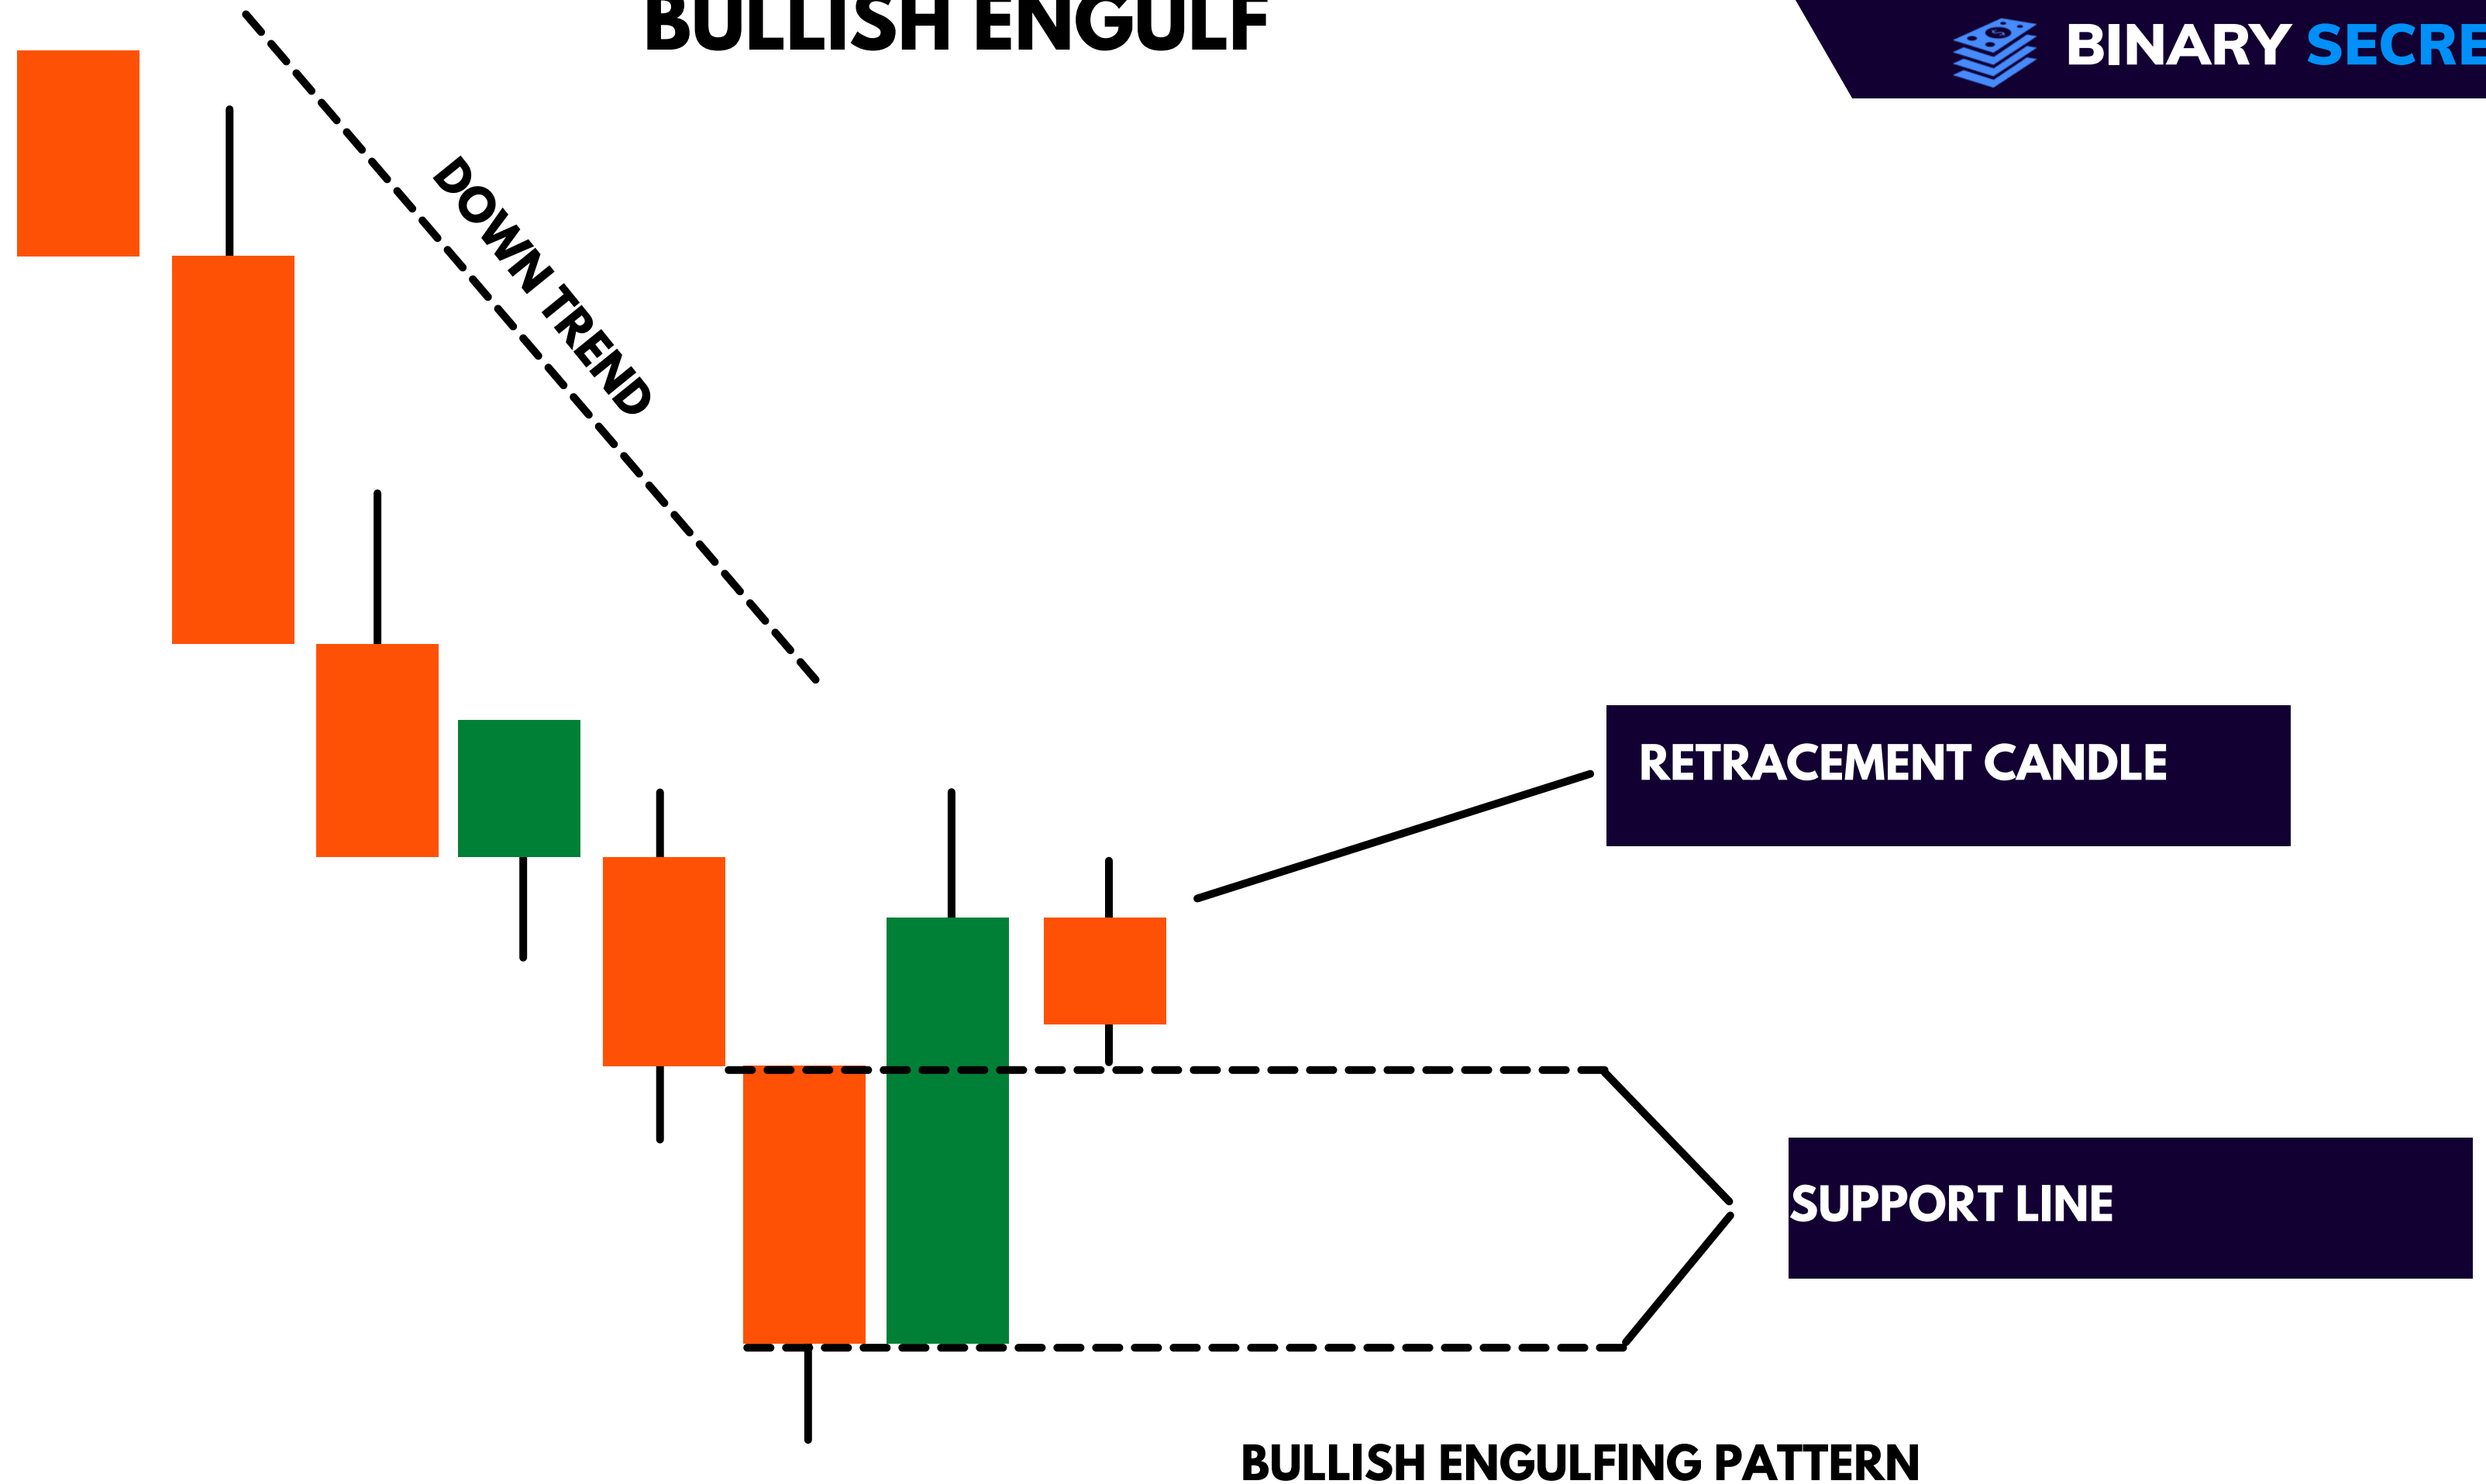 BULLISH ENGULF
BINARY SECRE
DOWN TREND
RETRACEMENT CANDLE
SUPPORT LINE
BULLISH ENGULFING PATTERN